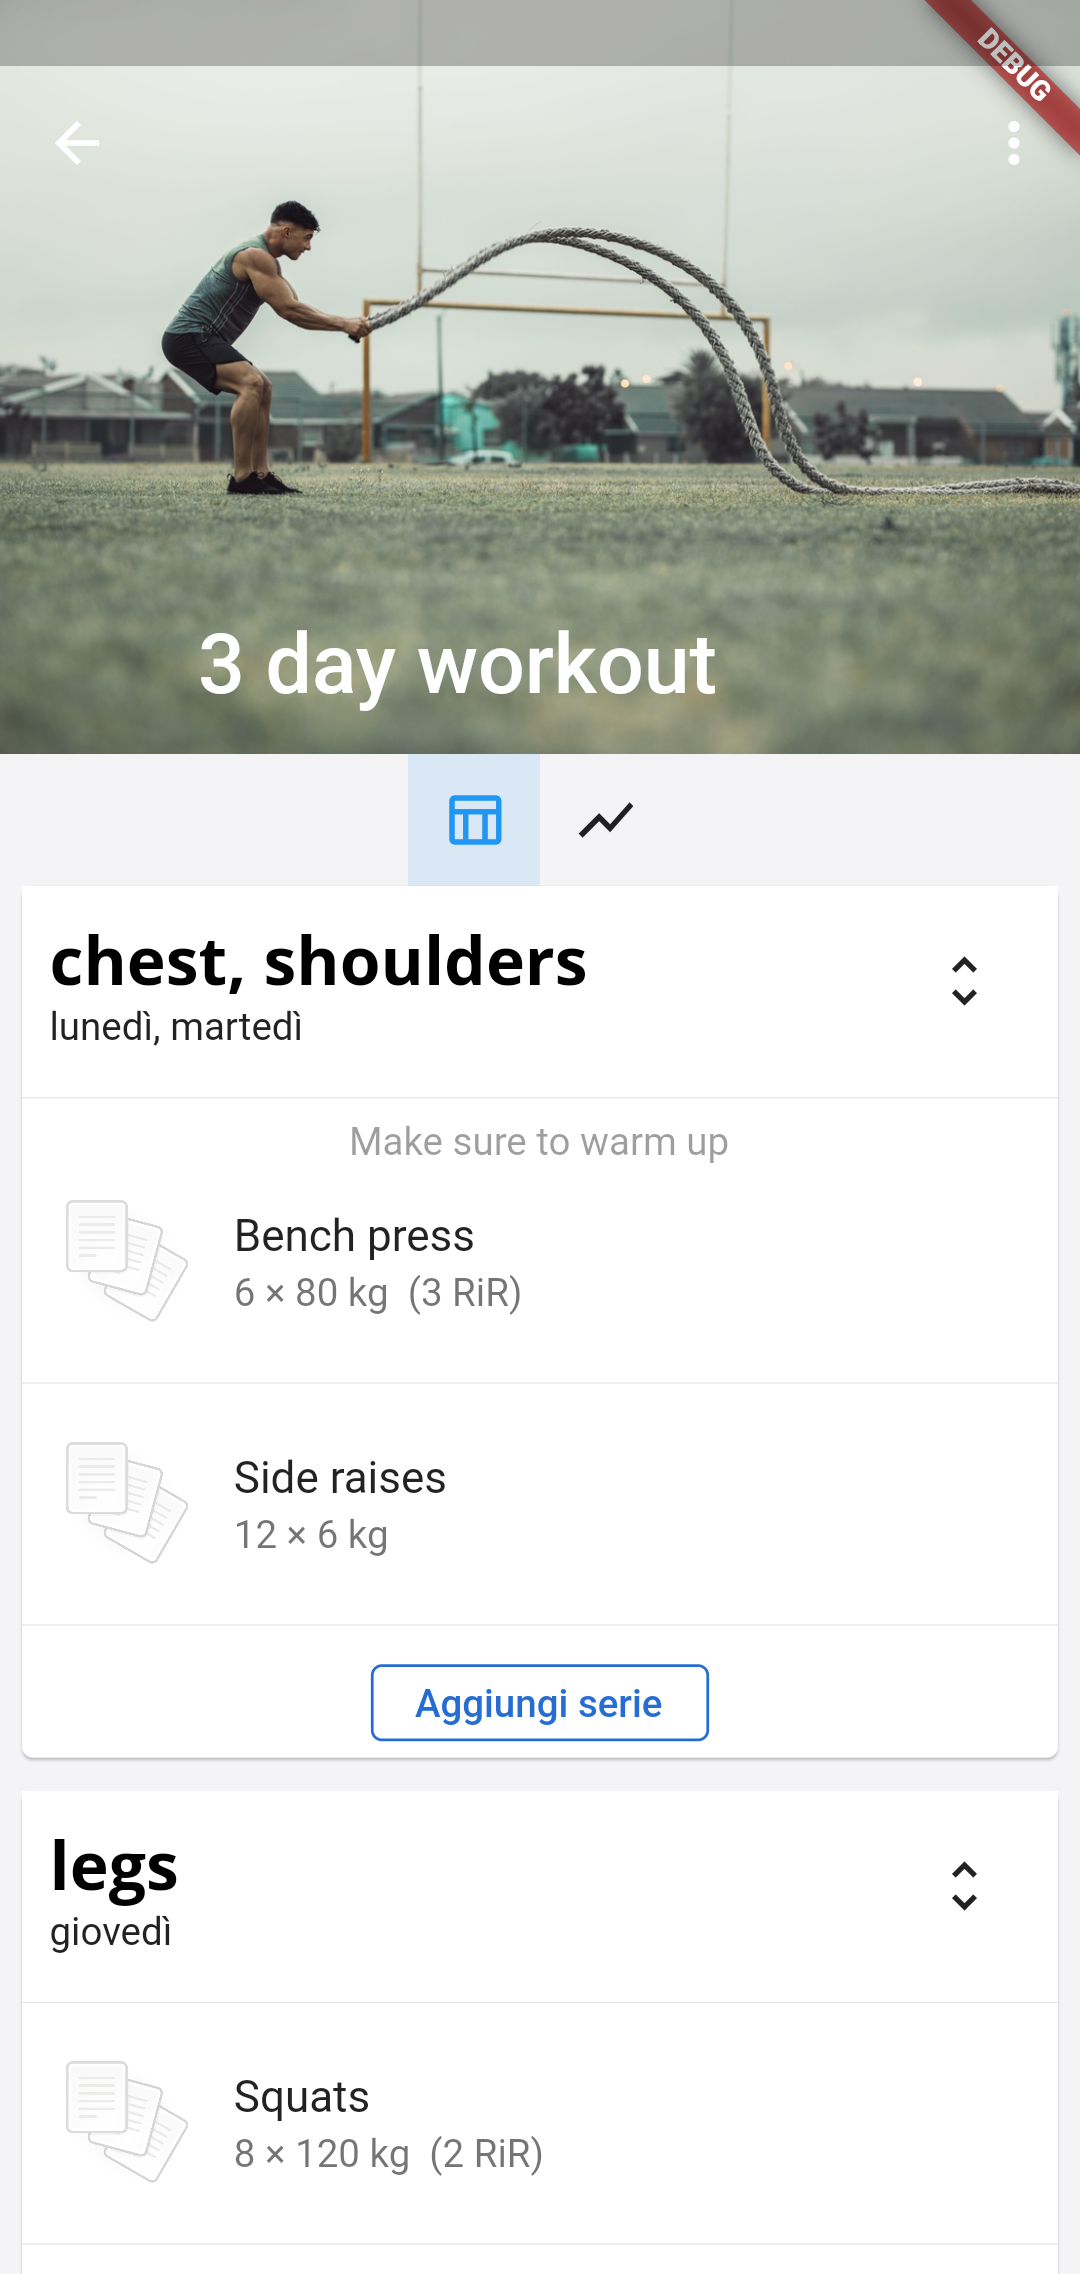 DEBUG
3 day workout
chest, shoulders
lunedì, martedì
Make sure to warm up
Bench press
6 × 80 kg (3 RiR)
Side raises
12 × 6 kg
Aggiungi serie
legs
giovedì
Squats
8 × 120 kg (2 RiR)